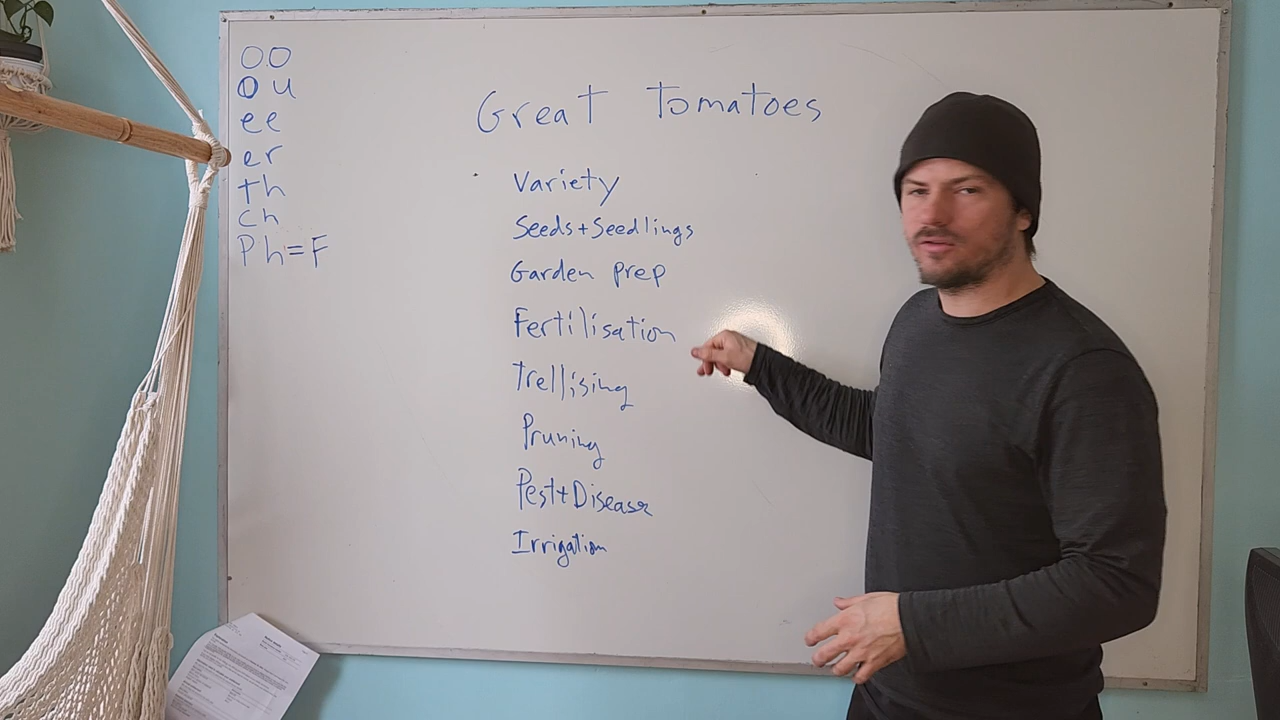 oo
ou
ee
er
th
ch
Ph=F
Great Tomatoes
Variety
Seeds+Seedlings
Garden prep
Fertilisation
Trellising
Pruning
Pest+Disease
Irrigation